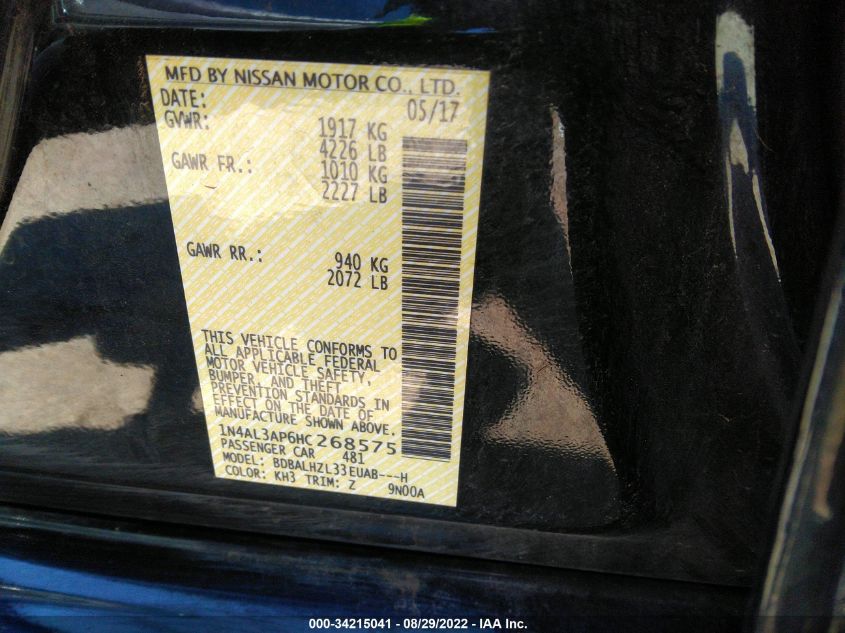 MFD BY NISSAN MOTOR CO., LTD.
DATE: 05/17
GVWR: 1917 KG
4226 LB
GAWR FR.: 1010 KG
2227 LB
GAWR RR.: 940 KG
2072 LB
THIS VEHICLE CONFORMS TO
ALL APPLICABLE FEDERAL
MOTOR VEHICLE SAFETY,
BUMPER, AND THEFT
PREVENTION STANDARDS IN
EFFECT ON THE DATE OF
MANUFACTURE SHOWN ABOVE.
1N4AL3AP6HC268575
PASSENGER CAR 481
MODEL: BDBALHZL33EUAB---H
COLOR: KH3 TRIM: Z 9N00A
000-34215041 - 08/29/2022 - IAA Inc.